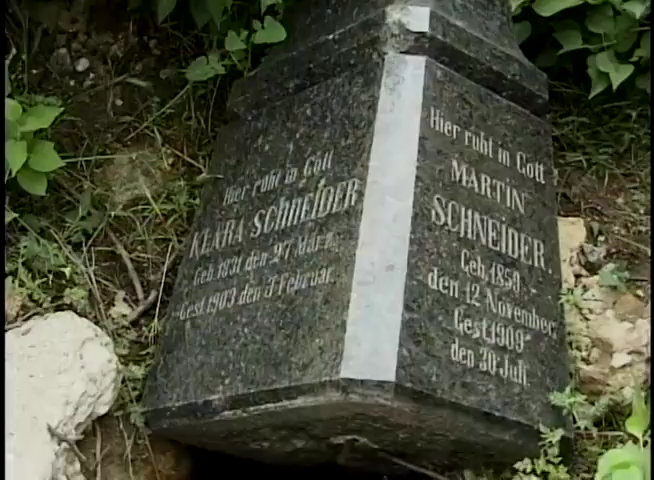 Hier ruht in Gott
KLARA SCHNEIDER
Geb. 1831 den 27 Marz.
Gest. 1903 den 3 Februar.
Hier ruht in Gott
MARTIN
SCHNEIDER.
Geb. 1850.
den 12 November
Gest. 1909.
den 30 Juli.